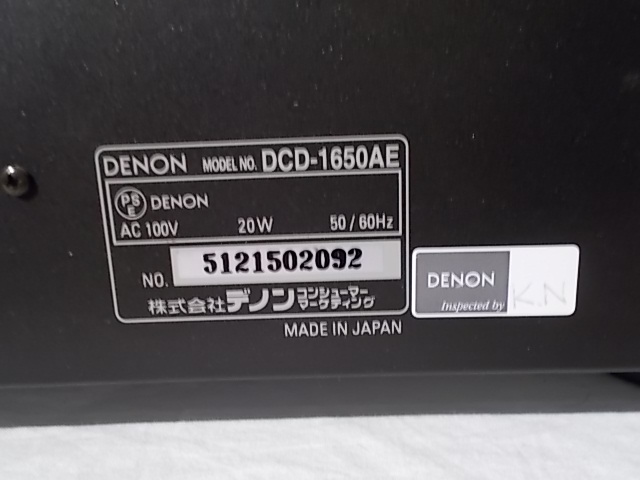 DENON MODEL NO. DCD-1650AE
PS E DENON
AC 100V 20W 50/60Hz
NO. 5121502092
株式会社デノン コンシューマー マーケティング
MADE IN JAPAN
DENON
Inspected by K.N